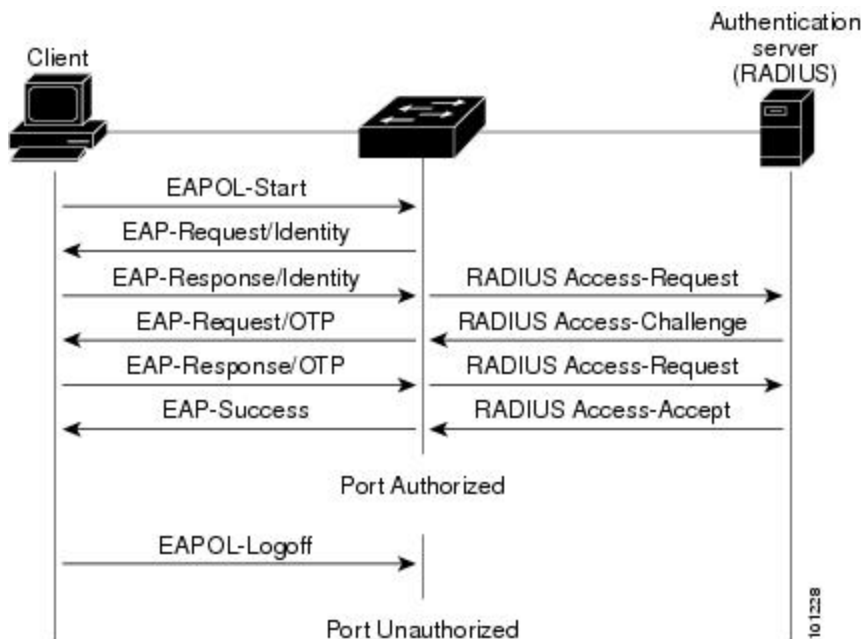 Authentication
server
(RADIUS)
Client
EAPOL-Start
EAP-Request/Identity
EAP-Response/Identity
RADIUS Access-Request
EAP-Request/OTP
RADIUS Access-Challenge
EAP-Response/OTP
RADIUS Access-Request
EAP-Success
RADIUS Access-Accept
Port Authorized
EAPOL-Logoff
Port Unauthorized
101228